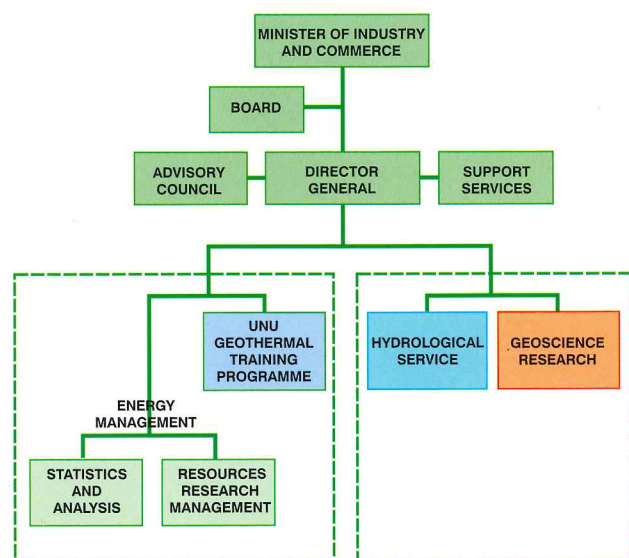 MINISTER OF INDUSTRY
AND COMMERCE
BOARD
ADVISORY
COUNCIL
DIRECTOR
GENERAL
SUPPORT
SERVICES
UNU
GEOTHERMAL
TRAINING
PROGRAMME
HYDROLOGICAL
SERVICE
GEOSCIENCE
RESEARCH
ENERGY
MANAGEMENT
STATISTICS
AND
ANALYSIS
RESOURCES
RESEARCH
MANAGEMENT